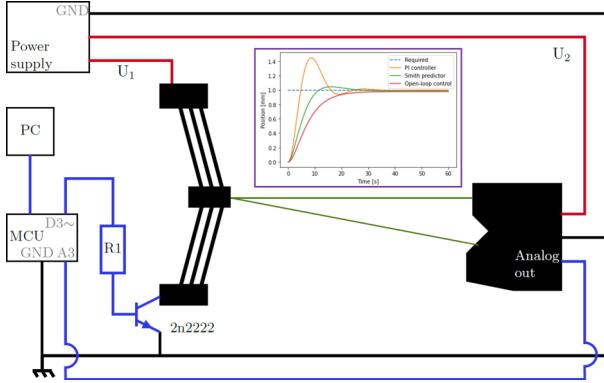 GND
Power
supply
U1
U2
PC
D3~
MCU
GND A3
R1
2n2222
Analog
out
Required
PI controller
Smith predictor
Open-loop control
Position [mm]
1.4
1.2
1.0
0.8
0.6
0.4
0.2
0.0
0 10 20 30 40 50 60
Time [s]